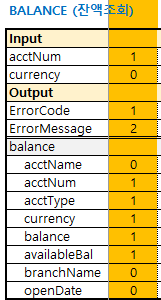 BALANCE (잔액조회)
Input
acctNum 1
currency 0
Output
ErrorCode 1
ErrorMessage 2
balance
acctName 0
acctNum 1
acctType 1
currency 1
balance 1
availableBal 1
branchName 0
openDate 0